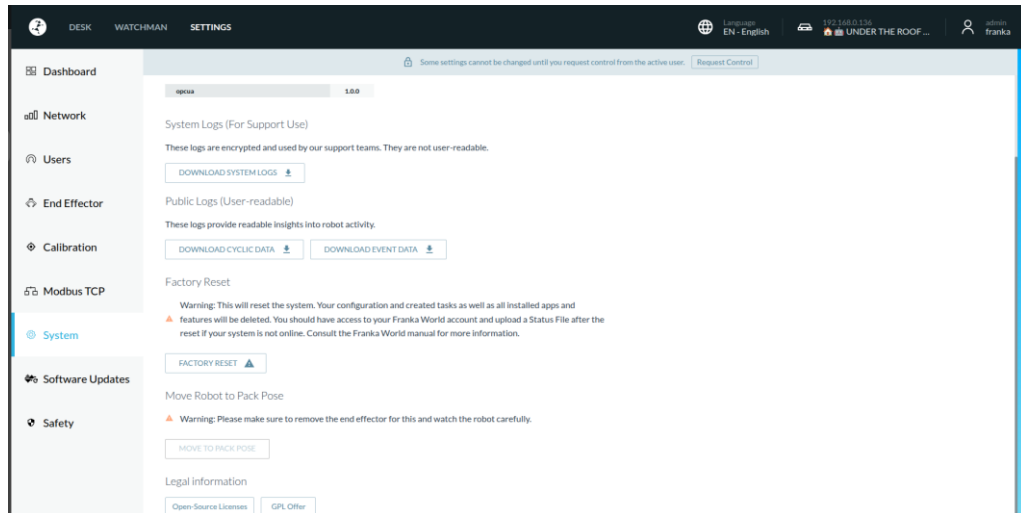 DESK WATCHMAN SETTINGS
Language
EN - English
192.168.0.136
UNDER THE ROOF ...
admin
franka
Some settings cannot be changed until you request control from the active user. Request Control
Dashboard
Network
Users
End Effector
Calibration
Modbus TCP
System
Software Updates
Safety
opcua 1.0.0
System Logs (For Support Use)
These logs are encrypted and used by our support teams. They are not user-readable.
DOWNLOAD SYSTEM LOGS
Public Logs (User-readable)
These logs provide readable insights into robot activity.
DOWNLOAD CYCLIC DATA DOWNLOAD EVENT DATA
Factory Reset
Warning: This will reset the system. Your configuration and created tasks as well as all installed apps and
features will be deleted. You should have access to your Franka World account and upload a Status File after the
reset if your system is not online. Consult the Franka World manual for more information.
FACTORY RESET
Move Robot to Pack Pose
Warning: Please make sure to remove the end effector for this and watch the robot carefully.
MOVE TO PACK POSE
Legal information
Open-Source Licenses GPL Offer